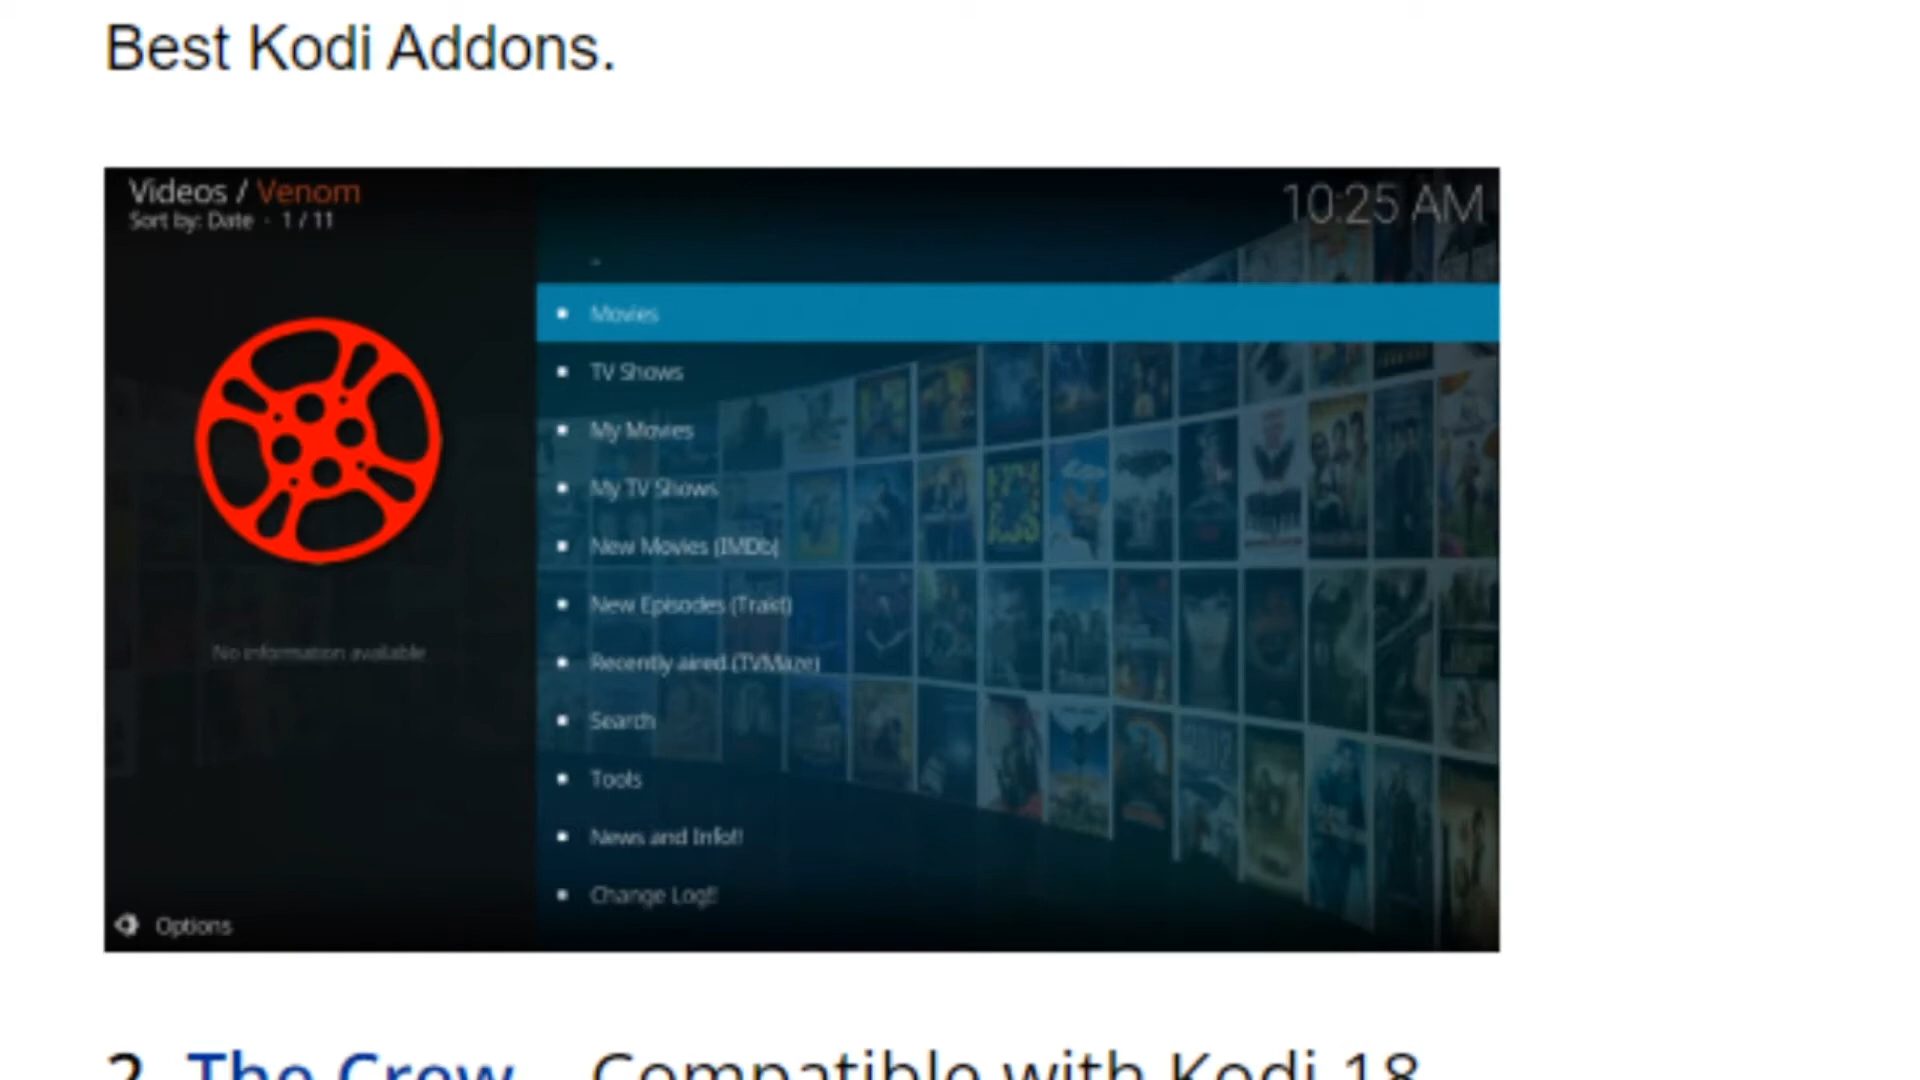 Best Kodi Addons.
Videos / Venom
10:25 AM
Sort by: Date - 1 / 11
Movies
TV Shows
My Movies
My TV Shows
New Movies (IMDb)
New Episodes (Trakt)
No information available
Recently aired (TVMaze)
Search
Tools
News and Info!!
Change Log!!
Options
2. The Crew – Compatible with Kodi 18